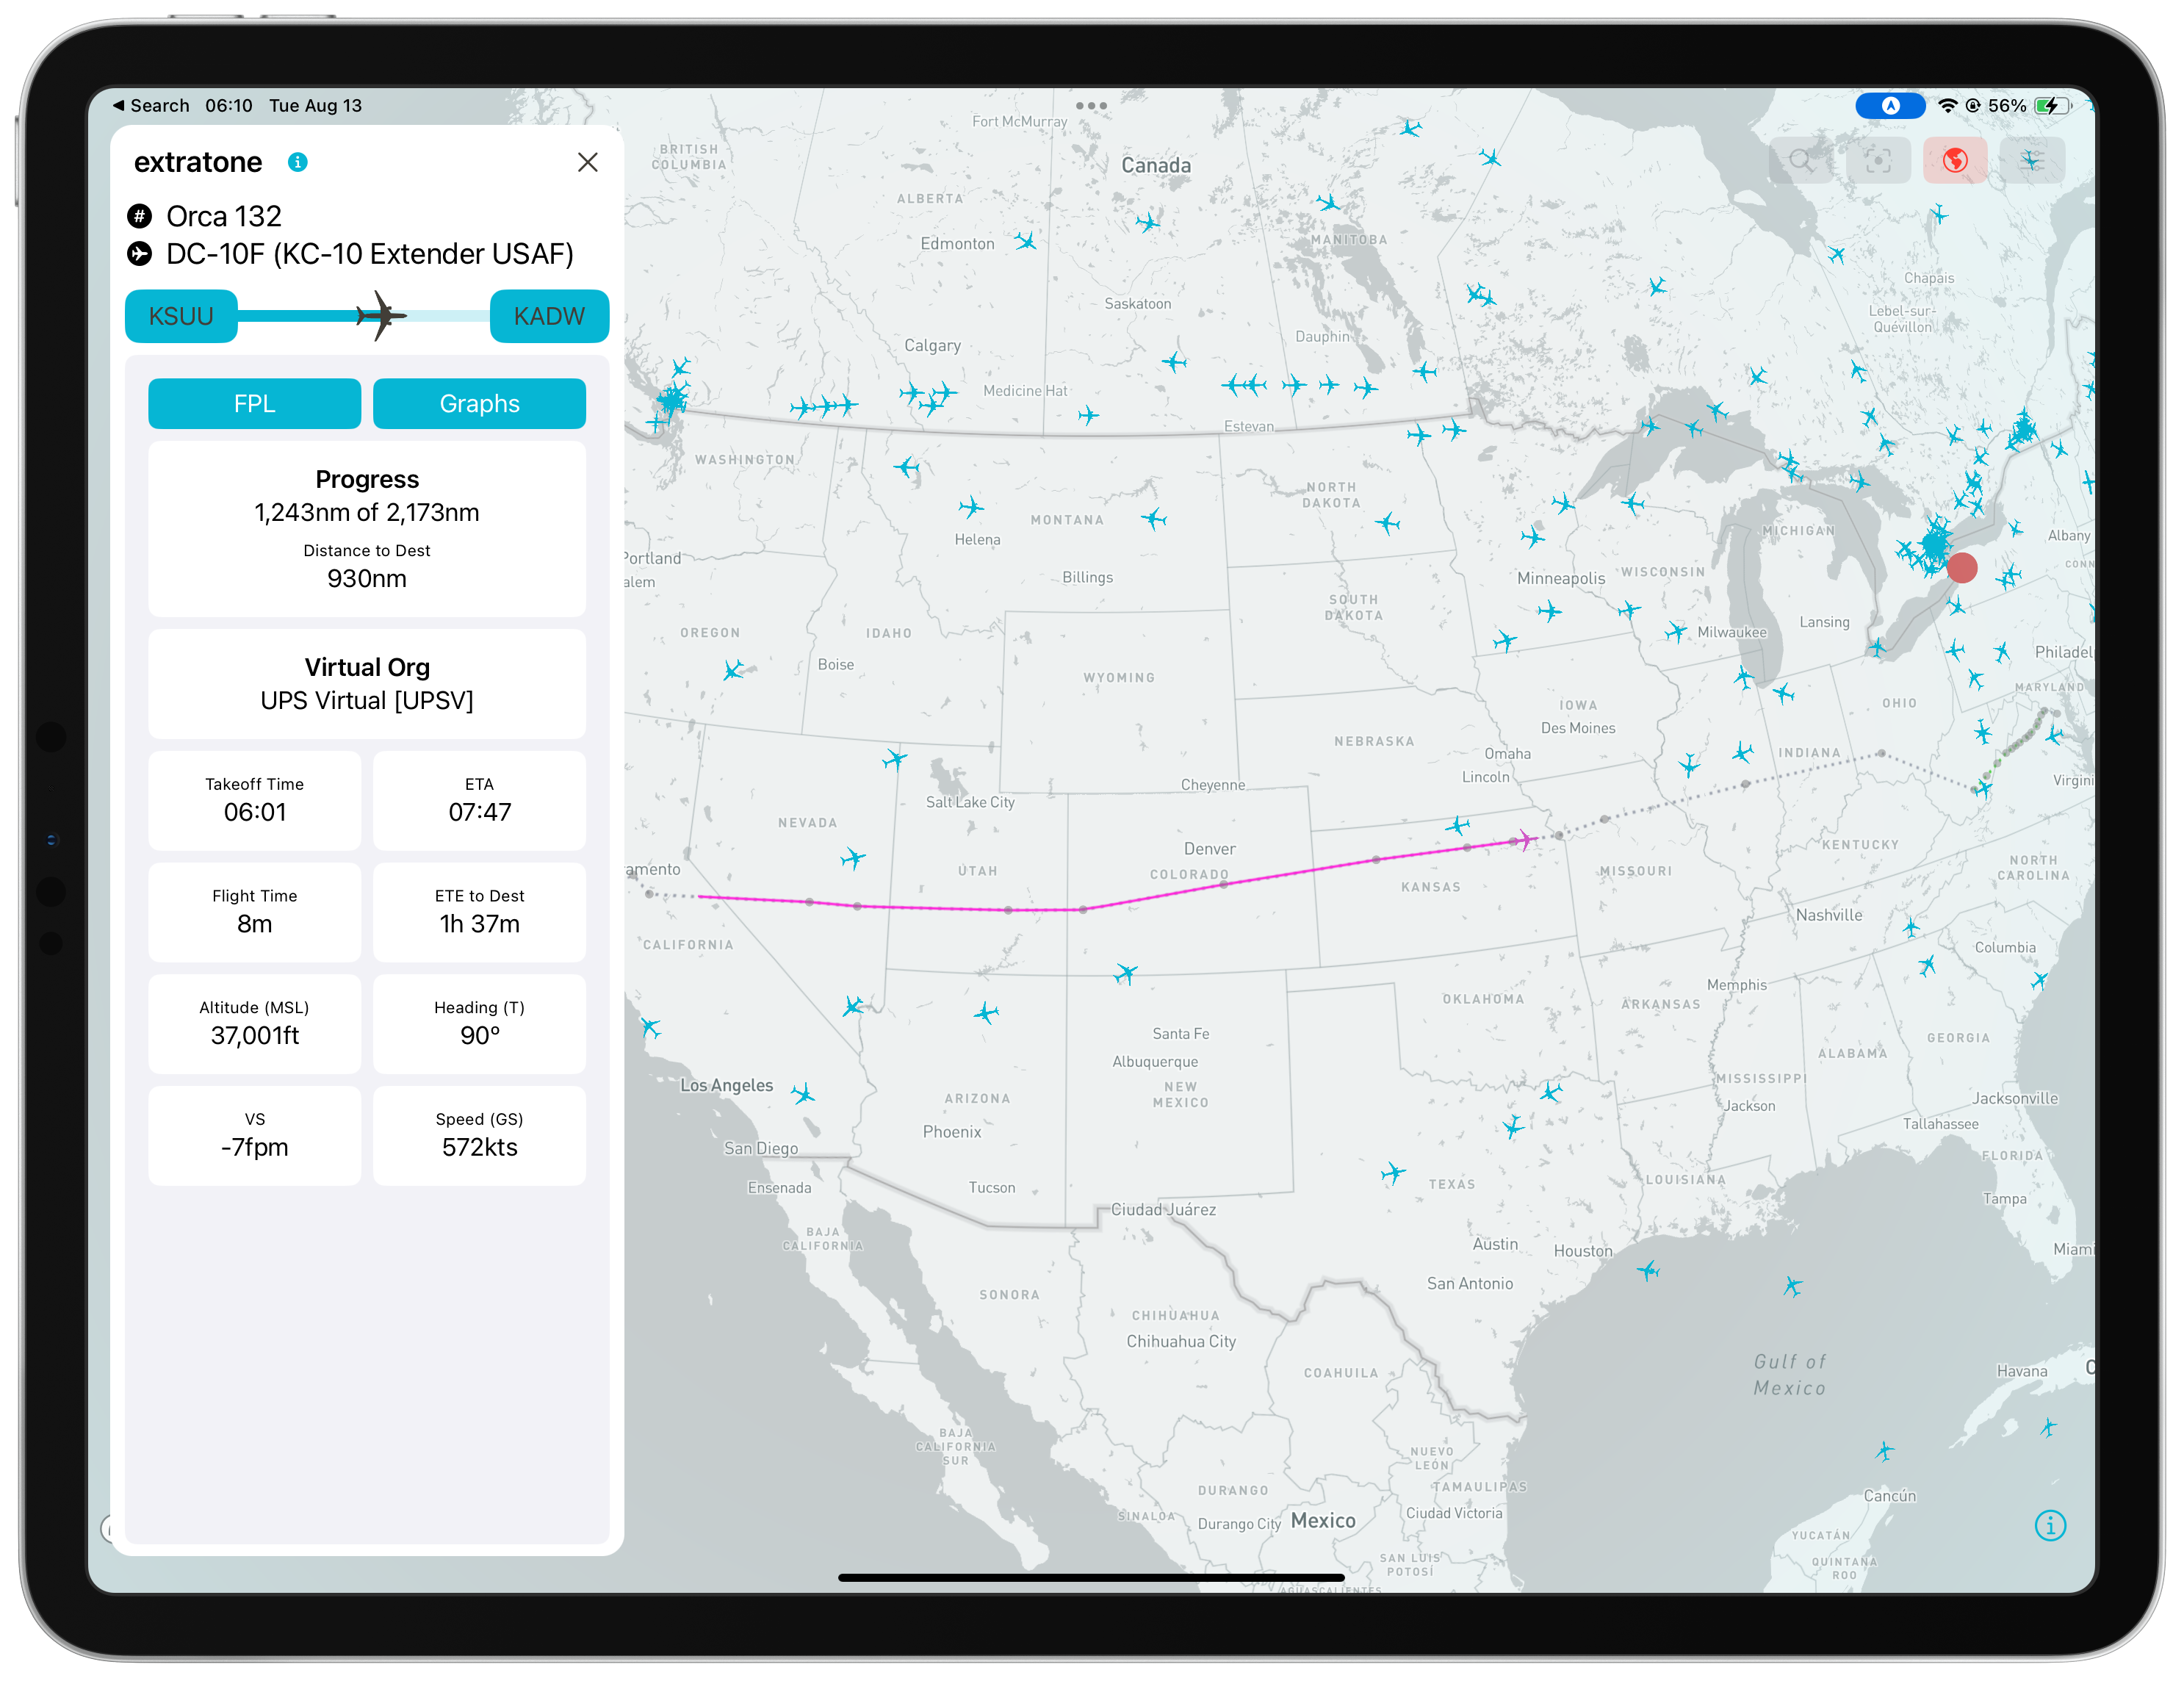 Search 06:10 Tue Aug 13
56%
extratone
Orca 132
DC-10F (KC-10 Extender USAF)
KSUU
KADW
FPL
Graphs
Progress
1,243nm of 2,173nm
Distance to Dest
930nm
Virtual Org
UPS Virtual [UPSV]
Takeoff Time
06:01
ETA
07:47
Flight Time
8m
ETE to Dest
1h 37m
Altitude (MSL)
37,001ft
Heading (T)
90°
VS
-7fpm
Speed (GS)
572kts
Fort McMurray
BRITISH
COLUMBIA
Canada
ALBERTA
Edmonton
MANITOBA
Chapais
Saskatoon
Lebel-sur-
Quévillon
Dauphin
Calgary
Medicine Hat
Estevan
WASHINGTON
NORTH
DAKOTA
MONTANA
Helena
MICHIGAN
Albany
Portland
alem
Billings
Minneapolis
WISCONSIN
CONN
SOUTH
DAKOTA
OREGON
IDAHO
Milwaukee
Lansing
Boise
Philadel
WYOMING
MARYLAND
IOWA
OHIO
Des Moines
NEBRASKA
Omaha
INDIANA
Lincoln
Cheyenne
Virgini
Salt Lake City
NEVADA
Denver
KENTUCKY
amento
UTAH
COLORADO
KANSAS
MISSOURI
NORTH
CAROLINA
Nashville
CALIFORNIA
Columbia
Memphis
OKLAHOMA
ARKANSAS
Santa Fe
GEORGIA
Albuquerque
ALABAMA
Los Angeles
NEW
MEXICO
MISSISSIPPI
ARIZONA
Jackson
Jacksonville
Phoenix
Tallahassee
San Diego
FLORIDA
Ensenada
Tucson
TEXAS
LOUISIANA
Tampa
Ciudad Juárez
BAJA
CALIFORNIA
Austin
Houston
Miami
San Antonio
SONORA
CHIHUAHUA
Chihuahua City
COAHUILA
Gulf of
Mexico
Havana
C
BAJA
CALIFORNIA
SUR
NUEVO
LEÓN
DURANGO
TAMAULIPAS
Cancún
SINALOA
Durango City
Mexico
Ciudad Victoria
YUCATÁN
SAN LUIS
POTOSÍ
QUINTANA
ROO
AGUASCALIENTES